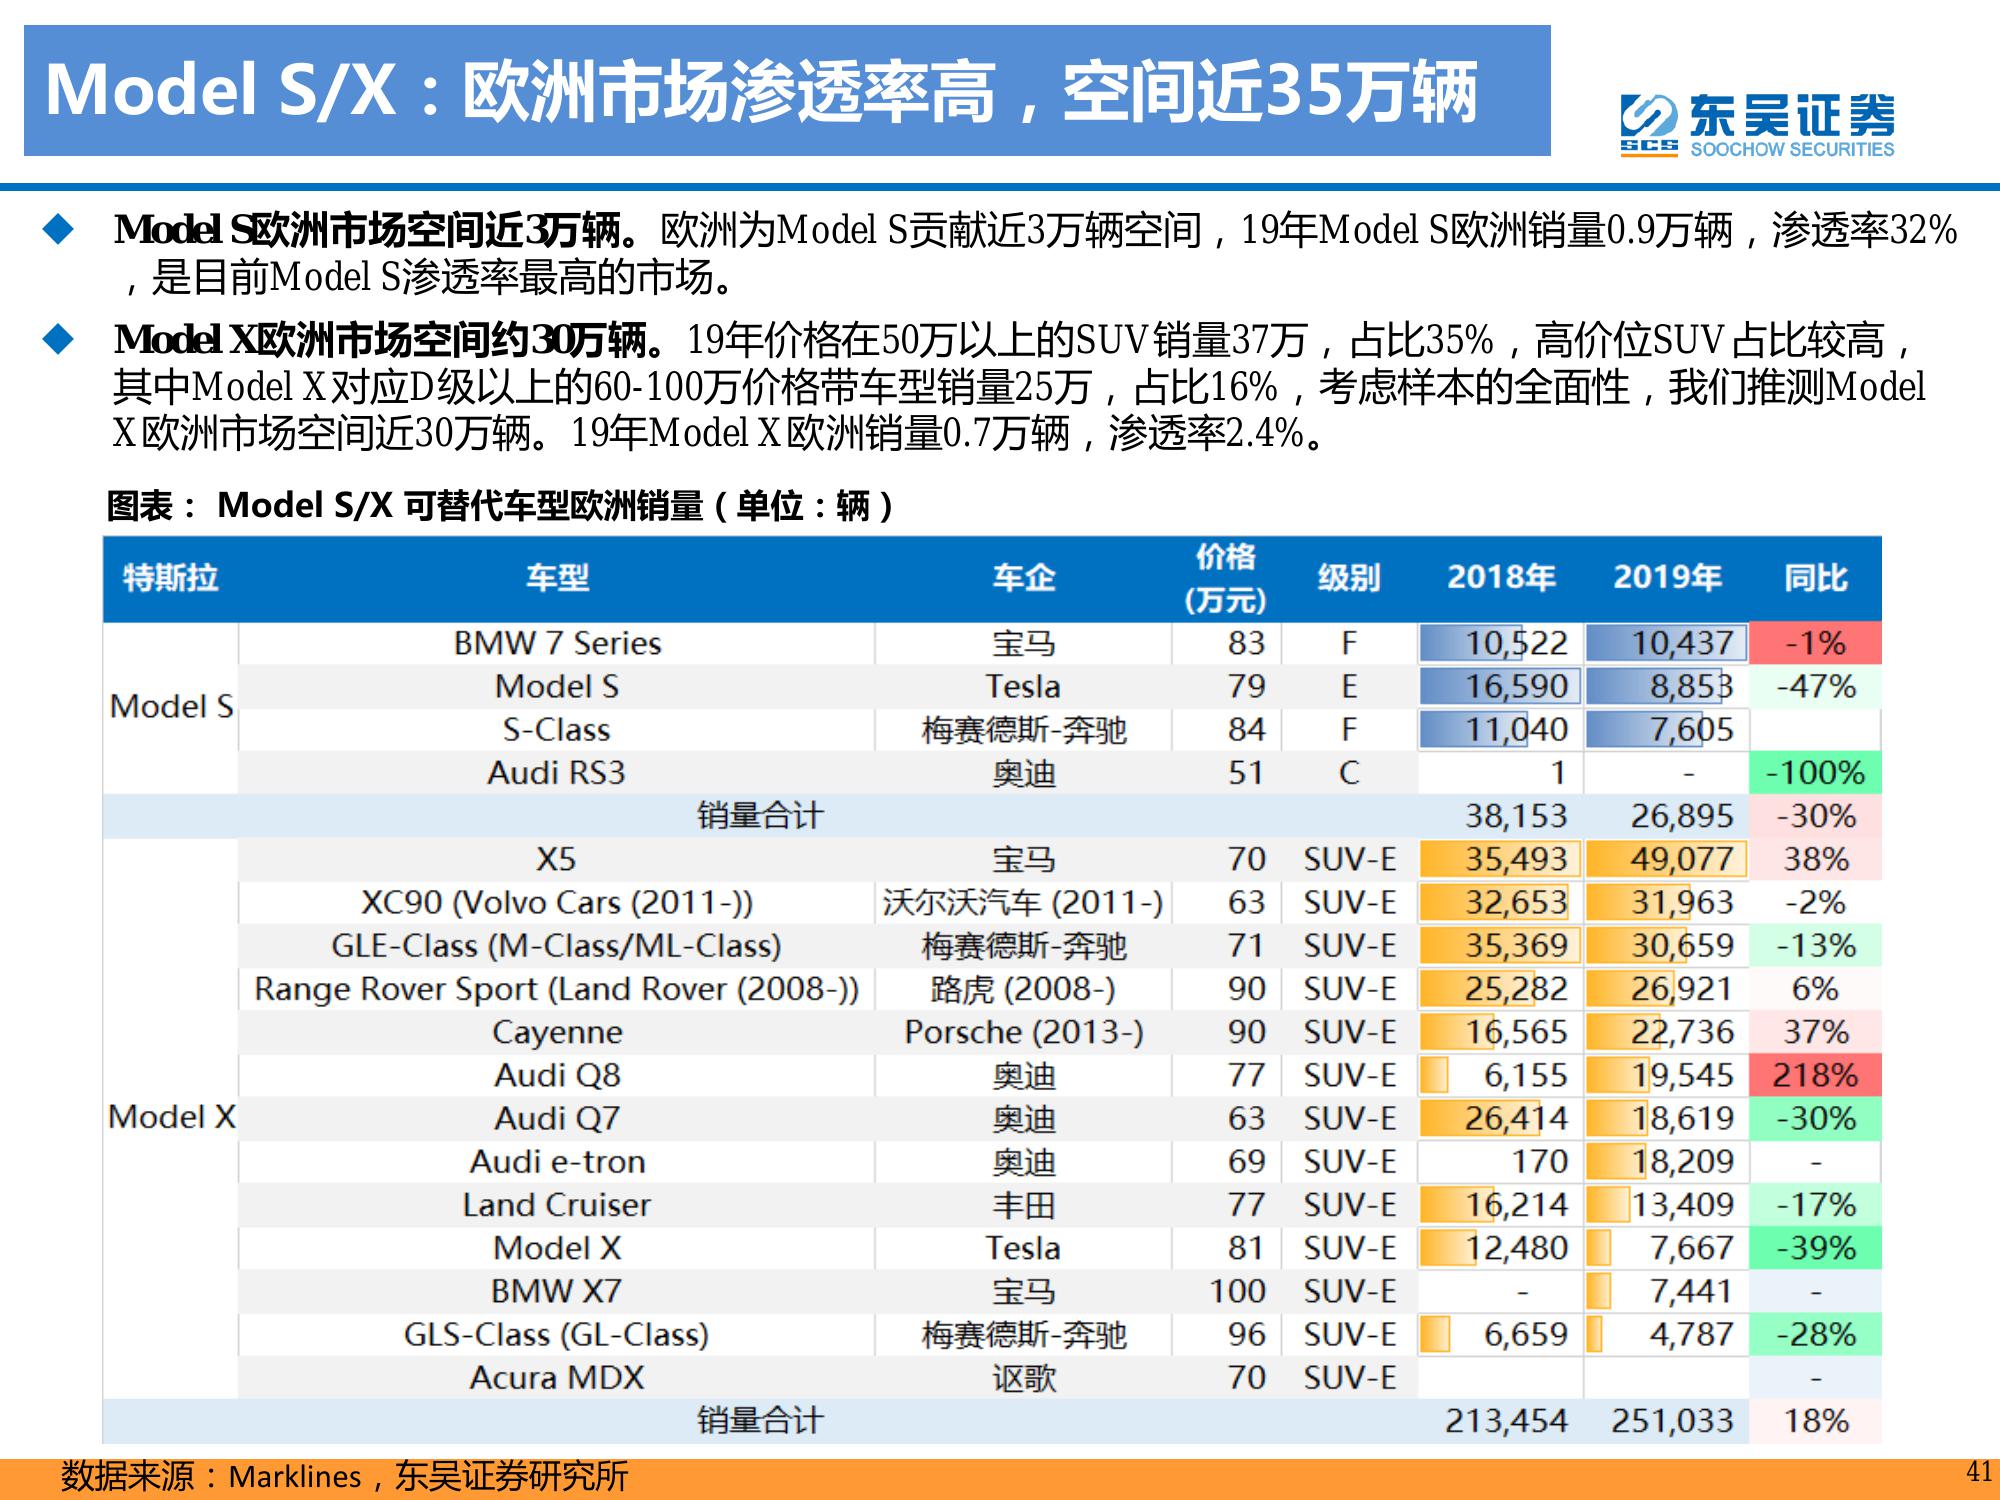 Model S/X：欧洲市场渗透率高，空间近35万辆
东吴证券
SCS
SOOCHOW SECURITIES
Model S欧洲市场空间近3万辆。欧洲为Model S贡献近3万辆空间，19年Model S欧洲销量0.9万辆，渗透率32%
，是目前Model S渗透率最高的市场。
Model X欧洲市场空间约30万辆。19年价格在50万以上的SUV销量37万，占比35%，高价位SUV占比较高，
其中Model X对应D级以上的60-100万价格带车型销量25万，占比16%，考虑样本的全面性，我们推测Model
X欧洲市场空间近30万辆。19年Model X欧洲销量0.7万辆，渗透率2.4%。
图表： Model S/X 可替代车型欧洲销量（单位：辆）
特斯拉 车型 车企 价格(万元) 级别 2018年 2019年 同比
Model S
BMW 7 Series 宝马 83 F 10,522 10,437 -1%
Model S Tesla 79 E 16,590 8,853 -47%
S-Class 梅赛德斯-奔驰 84 F 11,040 7,605
Audi RS3 奥迪 51 C 1 - -100%
销量合计 38,153 26,895 -30%
Model X
X5 宝马 70 SUV-E 35,493 49,077 38%
XC90 (Volvo Cars (2011-)) 沃尔沃汽车 (2011-) 63 SUV-E 32,653 31,963 -2%
GLE-Class (M-Class/ML-Class) 梅赛德斯-奔驰 71 SUV-E 35,369 30,659 -13%
Range Rover Sport (Land Rover (2008-)) 路虎 (2008-) 90 SUV-E 25,282 26,921 6%
Cayenne Porsche (2013-) 90 SUV-E 16,565 22,736 37%
Audi Q8 奥迪 77 SUV-E 6,155 19,545 218%
Audi Q7 奥迪 63 SUV-E 26,414 18,619 -30%
Audi e-tron 奥迪 69 SUV-E 170 18,209 -
Land Cruiser 丰田 77 SUV-E 16,214 13,409 -17%
Model X Tesla 81 SUV-E 12,480 7,667 -39%
BMW X7 宝马 100 SUV-E - 7,441 -
GLS-Class (GL-Class) 梅赛德斯-奔驰 96 SUV-E 6,659 4,787 -28%
Acura MDX 讴歌 70 SUV-E -
销量合计 213,454 251,033 18%
数据来源：Marklines，东吴证券研究所
41